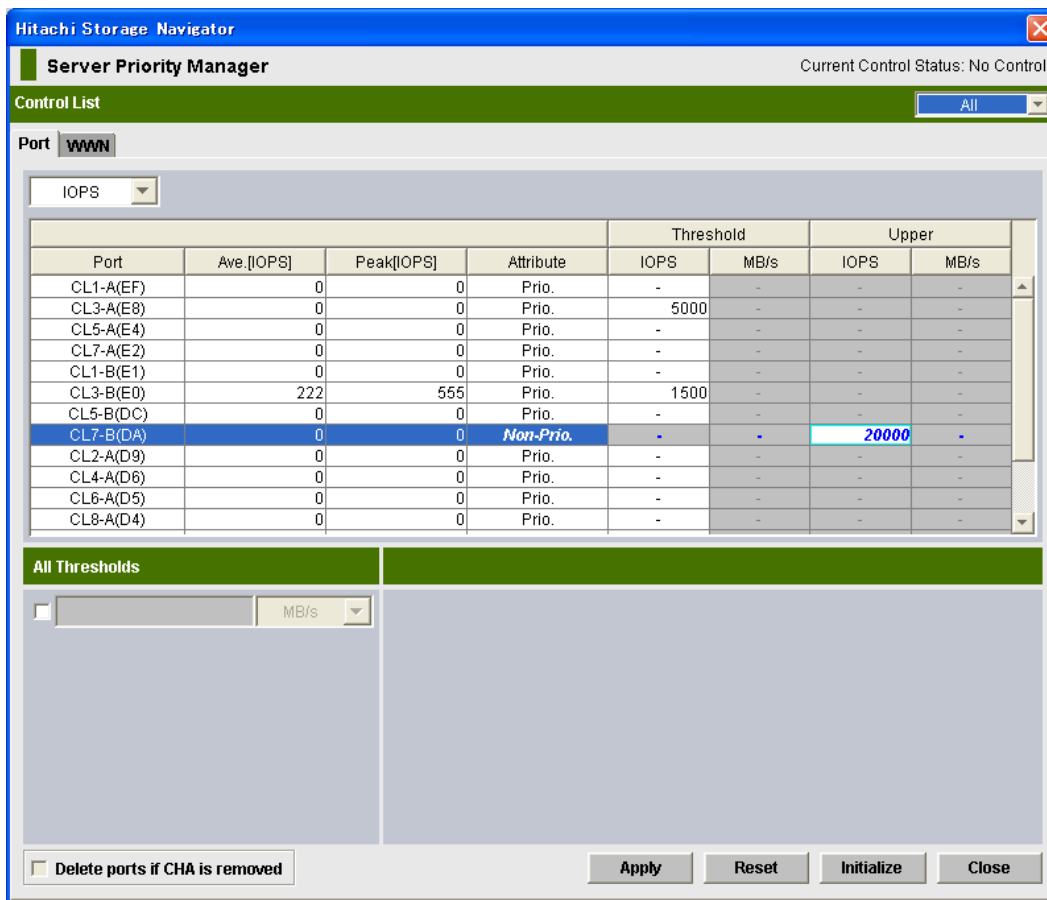 Hitachi Storage Navigator
Server Priority Manager Current Control Status: No Control
Control List All
Port WWN
IOPS
Threshold Upper
Port Ave.[IOPS] Peak[IOPS] Attribute IOPS MB/s IOPS MB/s
CL1-A(EF) 0 0 Prio. - - - -
CL3-A(E8) 0 0 Prio. 5000 - - -
CL5-A(E4) 0 0 Prio. - - - -
CL7-A(E2) 0 0 Prio. - - - -
CL1-B(E1) 0 0 Prio. - - - -
CL3-B(E0) 222 555 Prio. 1500 - - -
CL5-B(DC) 0 0 Prio. - - - -
CL7-B(DA) 0 0 Non-Prio. - - 20000 -
CL2-A(D9) 0 0 Prio. - - - -
CL4-A(D6) 0 0 Prio. - - - -
CL6-A(D5) 0 0 Prio. - - - -
CL8-A(D4) 0 0 Prio. - - - -
All Thresholds
MB/s
Delete ports if CHA is removed Apply Reset Initialize Close